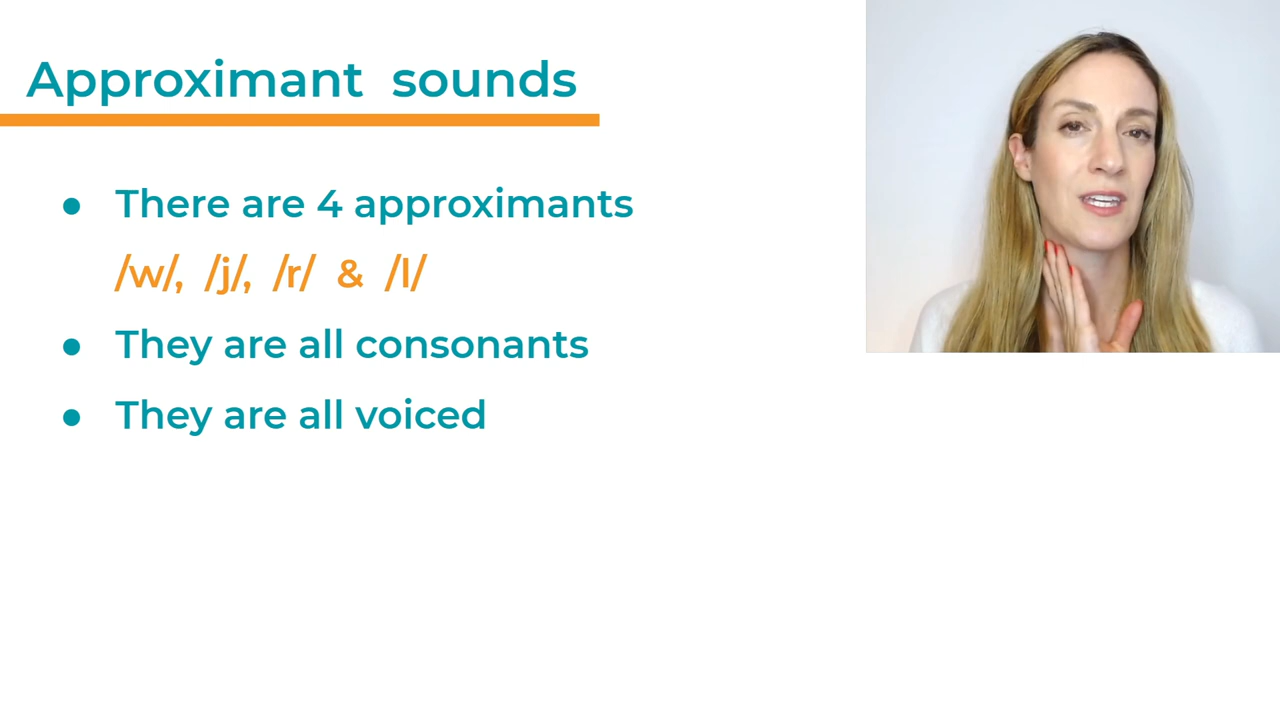 Approximant sounds
• There are 4 approximants
/w/, /j/, /r/ & /l/
• They are all consonants
• They are all voiced